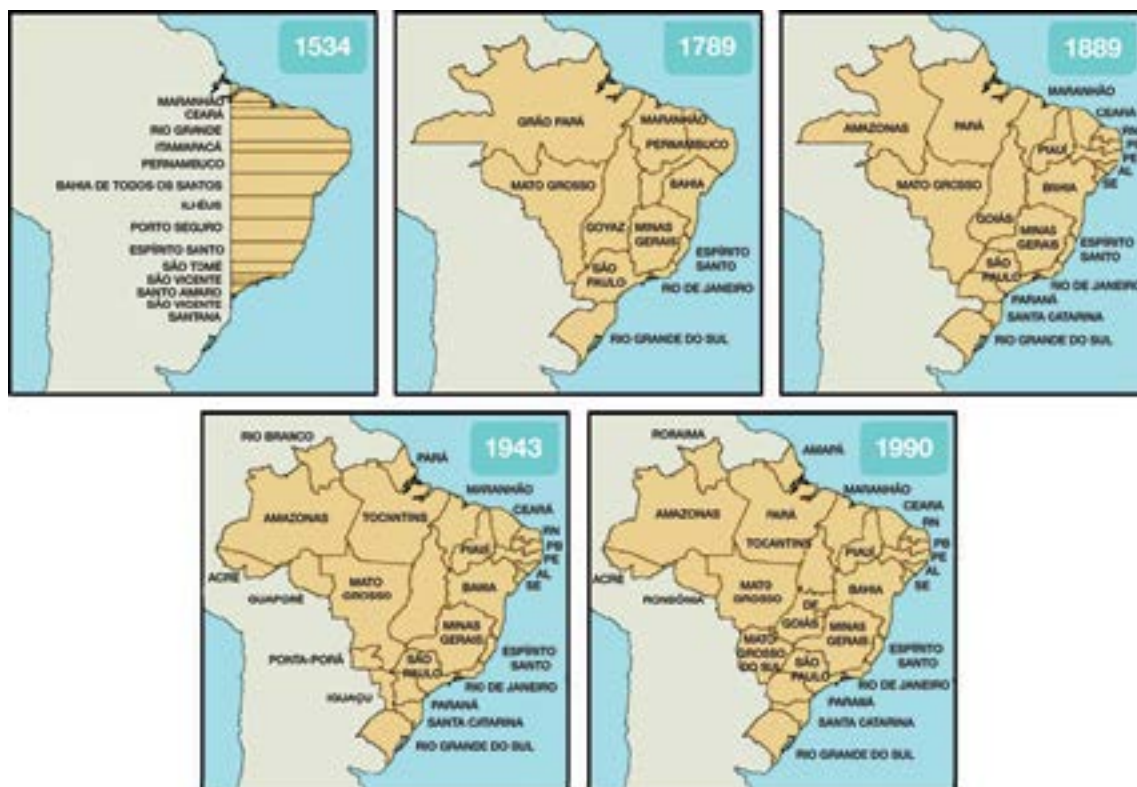 1534
MARANHÃO
CEARÁ
RIO GRANDE
ITAMARACÁ
PERNAMBUCO
BAHIA DE TODOS OS SANTOS
ILHÉUS
PORTO SEGURO
ESPÍRITO SANTO
SÃO TOMÉ
SÃO VICENTE
SANTO AMARO
SÃO VICENTE
SANTANA
1789
GRÃO PARÁ
MARANHÃO
PERNAMBUCO
MATO GROSSO
BAHIA
GOYAZ
MINAS
GERAIS
ESPÍRITO
SANTO
SÃO
PAULO
RIO DE JANEIRO
RIO GRANDE DO SUL
1889
MARANHÃO
CEARÁ
AMAZONAS
PARÁ
RN
PB
PIAUÍ
PE
AL
MATO GROSSO
BAHIA
SE
GOIÁS
MINAS
GERAIS
ESPÍRITO
SANTO
SÃO
PAULO
RIO DE JANEIRO
PARANÁ
SANTA CATARINA
RIO GRANDE DO SUL
1943
RIO BRANCO
PARÁ
MARANHÃO
CEARÁ
AMAZONAS
TOCANTINS
RN
PB
PIAUÍ
PE
AL
ACRE
SE
MATO
GROSSO
BAHIA
GUAPORÉ
MINAS
GERAIS
ESPÍRITO
SANTO
PONTA-PORÃ
SÃO
PAULO
RIO DE JANEIRO
IGUAÇU
PARANÁ
SANTA CATARINA
RIO GRANDE DO SUL
1990
RORAIMA
AMAPÁ
MARANHÃO
CEARÁ
AMAZONAS
PARÁ
RN
TOCANTINS
PB
PIAUÍ
PE
AL
ACRE
SE
MATO
GROSSO
BAHIA
RONDÔNIA
DE
GOIÁS
MINAS
GERAIS
MATO
GROSSO
DO SUL
ESPÍRITO
SANTO
SÃO
PAULO
RIO DE JANEIRO
PARANÁ
SANTA CATARINA
RIO GRANDE DO SUL